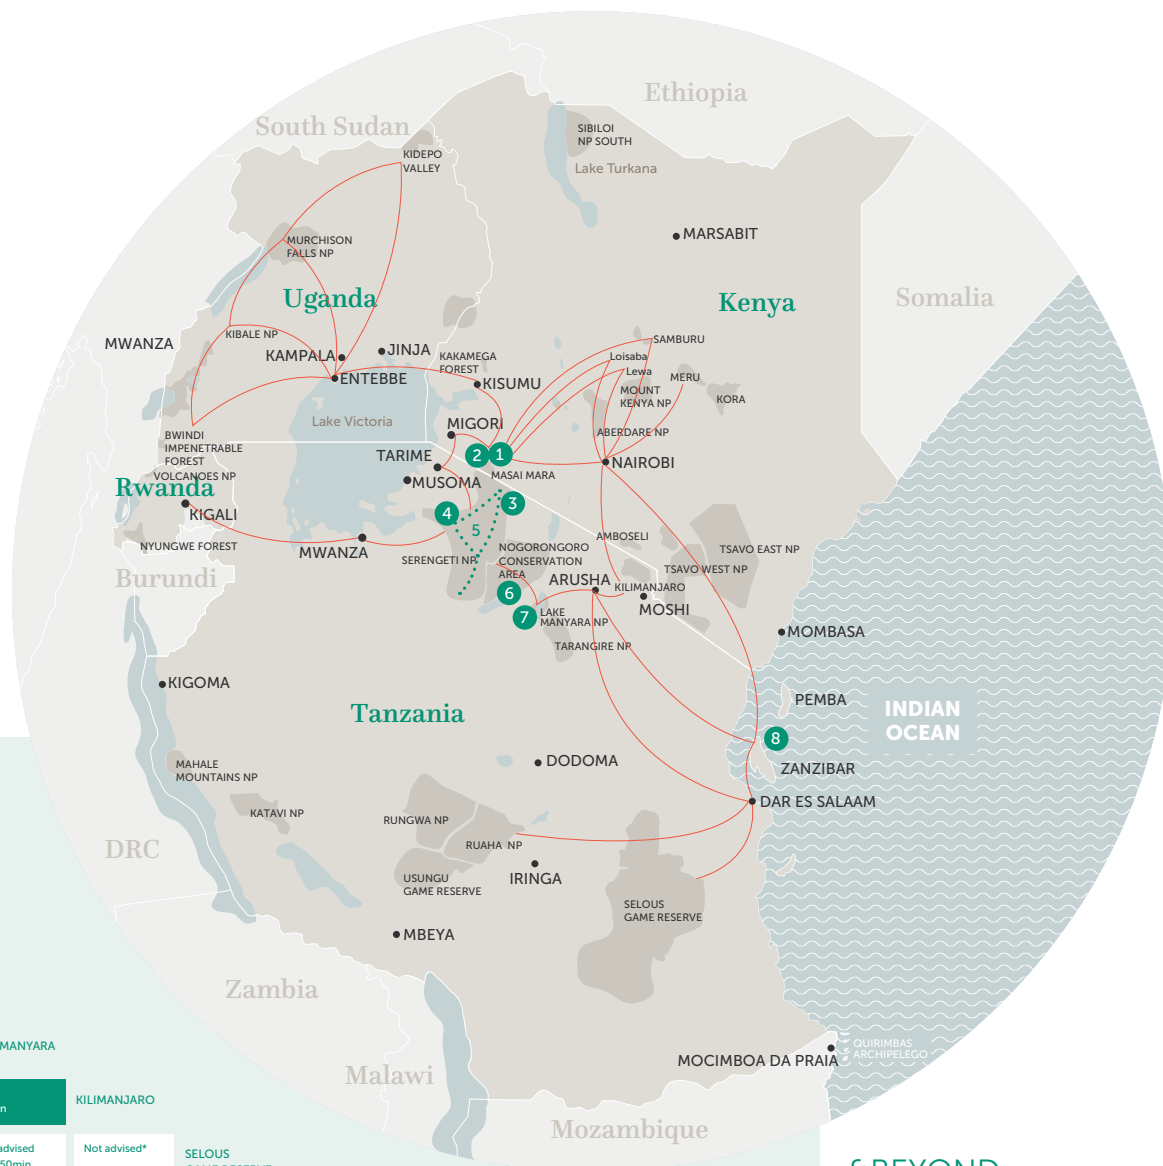 Ethiopia
South Sudan
SIBILOI
NP SOUTH
KIDEPO
VALLEY
Lake Turkana
MARSABIT
MURCHISON
FALLS NP
Uganda
Kenya
Somalia
KIBALE NP
MWANZA
KAMPALA
JINJA
KAKAMEGA
FOREST
SAMBURU
Loisaba
Lewa
MERU
ENTEBBE
KISUMU
MOUNT
KENYA NP
KORA
Lake Victoria
MIGORI
ABERDARE NP
BWINDI
IMPENETRABLE
FOREST
TARIME
2
1
NAIROBI
VOLCANOES NP
MASAI MARA
Rwanda
MUSOMA
KIGALI
4
3
5
NYUNGWE FOREST
MWANZA
AMBOSELI
TSAVO EAST NP
SERENGETI NP
NOGORONGORO
CONSERVATION
AREA
TSAVO WEST NP
Burundi
ARUSHA
KILIMANJARO
6
MOSHI
7
LAKE
MANYARA NP
MOMBASA
TARANGIRE NP
KIGOMA
PEMBA
Tanzania
INDIAN
OCEAN
8
DODOMA
ZANZIBAR
MAHALE
MOUNTAINS NP
DAR ES SALAAM
KATAVI NP
RUNGWA NP
DRC
RUAHA NP
USUNGU
GAME RESERVE
IRINGA
SELOUS
GAME RESERVE
MBEYA
Zambia
MANYARA
QUIRIMBAS
ARCHIPELEGO
MOCIMBOA DA PRAIA
Malawi
KILIMANJARO
Mozambique
Not advised*
SELOUS
50min
BEYOND